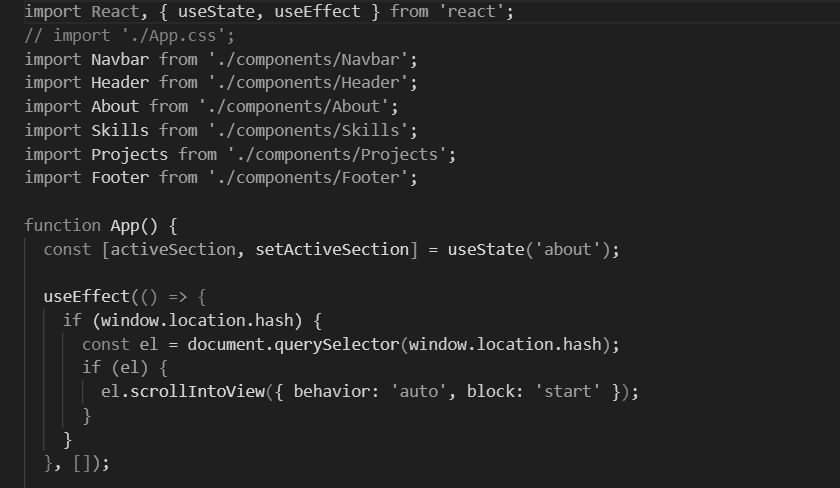 import React, { useState, useEffect } from 'react';
// import './App.css';
import Navbar from './components/Navbar';
import Header from './components/Header';
import About from './components/About';
import Skills from './components/Skills';
import Projects from './components/Projects';
import Footer from './components/Footer';

function App() {
  const [activeSection, setActiveSection] = useState('about');

  useEffect(() => {
    if (window.location.hash) {
      const el = document.querySelector(window.location.hash);
      if (el) {
        el.scrollIntoView({ behavior: 'auto', block: 'start' });
      }
    }
  }, []);